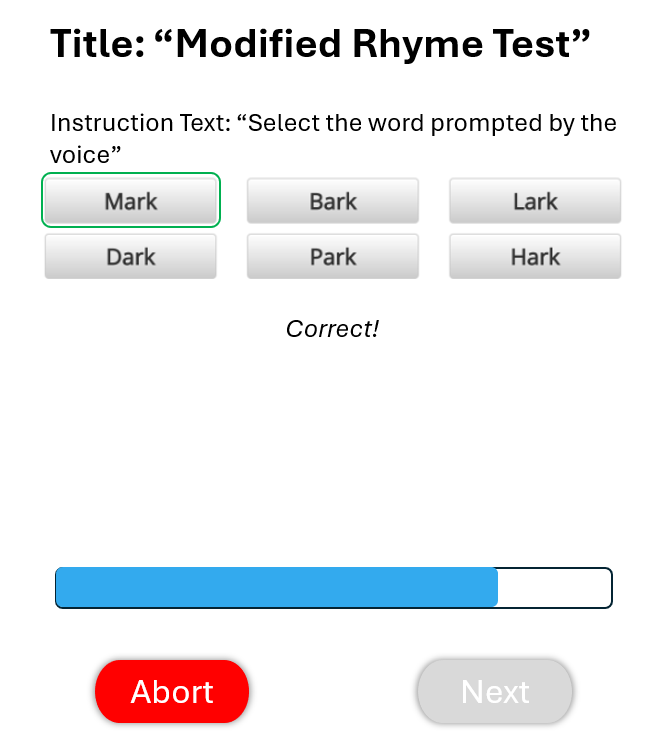 Title: “Modified Rhyme Test”
Instruction Text: “Select the word prompted by the
voice”
Mark Bark Lark
Dark Park Hark
Correct!
Abort Next